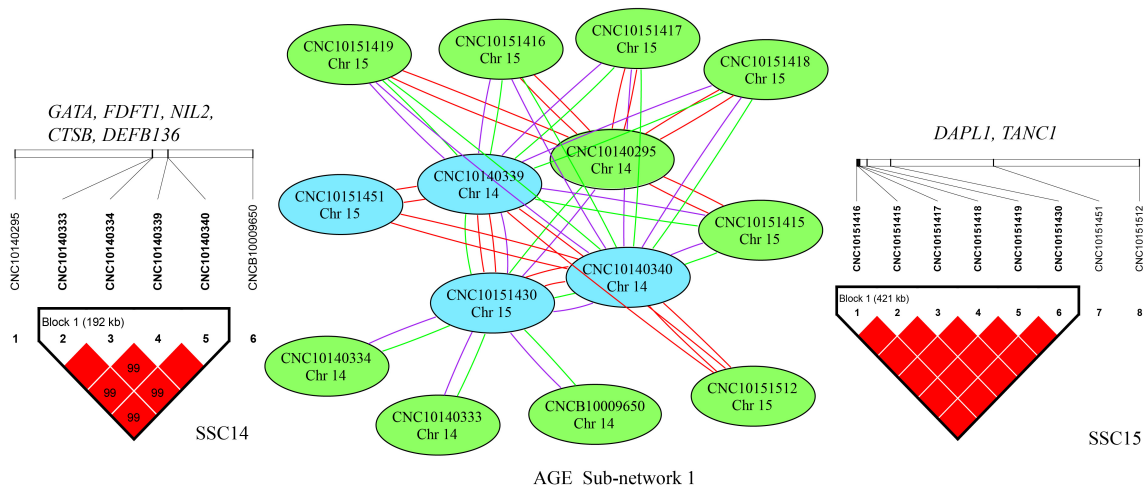 GATA, FDFT1, NIL2,
CTSB, DEFB136
CNC10140295
CNC10140333
CNC10140334
CNC10140339
CNC10140340
CNCB10009650
Block 1 (192 kb)
1
2
3
4
5
6
99
99
99
99
SSC14
CNC10151419
Chr 15
CNC10151416
Chr 15
CNC10151417
Chr 15
CNC10151418
Chr 15
CNC10140295
Chr 14
CNC10140339
Chr 14
CNC10151451
Chr 15
CNC10151415
Chr 15
CNC10140340
Chr 14
CNC10151430
Chr 15
CNC10140334
Chr 14
CNC10140333
Chr 14
CNCB10009650
Chr 14
CNC10151512
Chr 15
AGE Sub-network 1
DAPL1, TANC1
CNC10151416
CNC10151415
CNC10151417
CNC10151418
CNC10151419
CNC10151430
CNC10151451
CNC10151512
Block 1 (421 kb)
1
2
3
4
5
6
7
8
SSC15